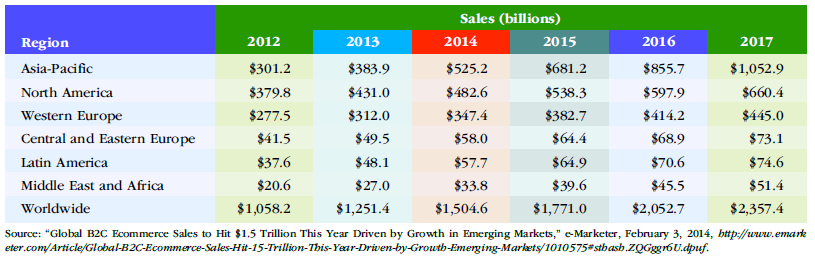 Sales (billions)
Region 2012 2013 2014 2015 2016 2017
Asia-Pacific $301.2 $383.9 $525.2 $681.2 $855.7 $1,052.9
North America $379.8 $431.0 $482.6 $538.3 $597.9 $660.4
Western Europe $277.5 $312.0 $347.4 $382.7 $414.2 $445.0
Central and Eastern Europe $41.5 $49.5 $58.0 $64.4 $68.9 $73.1
Latin America $37.6 $48.1 $57.7 $64.9 $70.6 $74.6
Middle East and Africa $20.6 $27.0 $33.8 $39.6 $45.5 $51.4
Worldwide $1,058.2 $1,251.4 $1,504.6 $1,771.0 $2,052.7 $2,357.4
Source: “Global B2C Ecommerce Sales to Hit $1.5 Trillion This Year Driven by Growth in Emerging Markets,” e-Marketer, February 3, 2014, http://www.emark
eter.com/Article/Global-B2C-Ecommerce-Sales-Hit-15-Trillion-This-Year-Driven-by-Growth-Emerging-Markets/1010575#sthash.ZQGggr6U.dpuf.